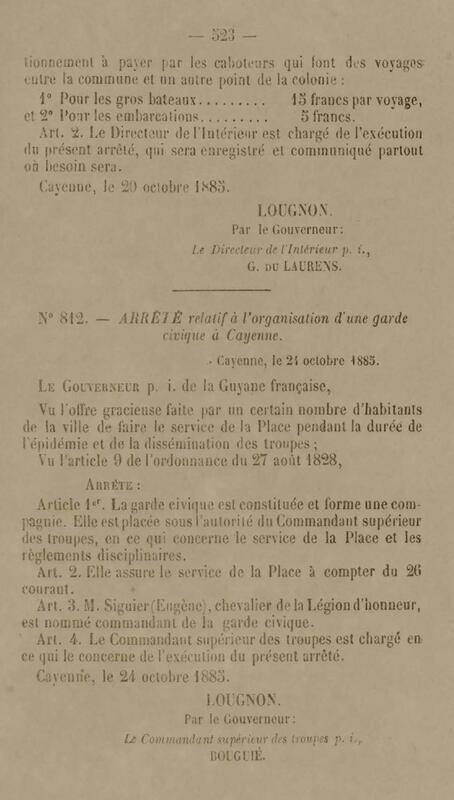 — 523 —
tionnement à payer par les caboteurs qui font des voyages
entre la commune et un autre point de la colonie :
1° Pour les gros bateaux......... 15 francs par voyage,
et 2° Pour les embarcations......... 5 francs.
Art. 2. Le Directeur de l'Intérieur est chargé de l'exécution
du présent arrêté, qui sera enregistré et communiqué partout
où besoin sera.
Cayenne, le 20 octobre 1885.
LOUGNON.
Par le Gouverneur :
Le Directeur de l'Intérieur p. i.,
G. DU LAURENS.
N° 812. — ARRÊTÉ relatif à l'organisation d'une garde
civique à Cayenne.
Cayenne, le 24 octobre 1885.
LE GOUVERNEUR p. i. de la Guyane française,
Vu l'offre gracieuse faite par un certain nombre d'habitants
de la ville de faire le service de la Place pendant la durée de
l'épidémie et de la dissémination des troupes ;
Vu l'article 9 de l'ordonnance du 27 août 1828,
ARRÊTE :
Article 1er. La garde civique est constituée et forme une com-
pagnie. Elle est placée sous l'autorité du Commandant supérieur
des troupes, en ce qui concerne le service de la Place et les
règlements disciplinaires.
Art. 2. Elle assure le service de la Place à compter du 26
courant.
Art. 3. M. Siguier (Eugène), chevalier de la Légion d'honneur,
est nommé commandant de la garde civique.
Art. 4. Le Commandant supérieur des troupes est chargé en
ce qui le concerne de l'exécution du présent arrêté.
Cayenne, le 24 octobre 1885.
LOUGNON.
Par le Gouverneur :
Le Commandant supérieur des troupes p. i.,
BOUGUIÉ.